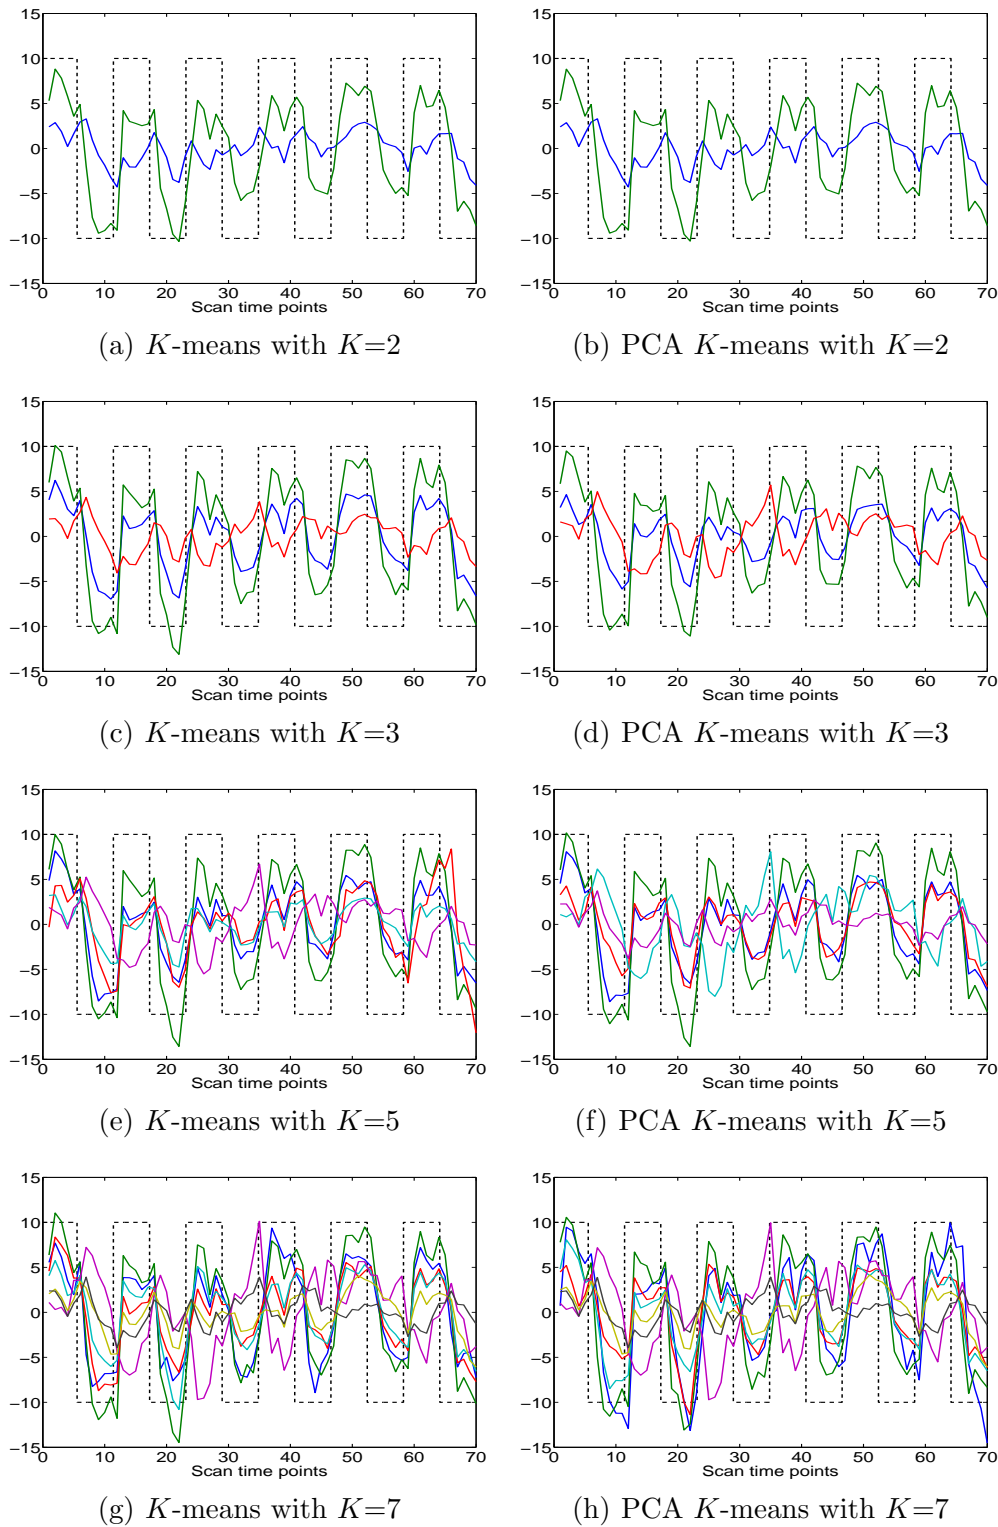 15
10
5
0
−5
−10
−15
0 10 20 30 40 50 60 70
Scan time points
(a) K-means with K=2
15
10
5
0
−5
−10
−15
0 10 20 30 40 50 60 70
Scan time points
(b) PCA K-means with K=2
15
10
5
0
−5
−10
−15
0 10 20 30 40 50 60 70
Scan time points
(c) K-means with K=3
15
10
5
0
−5
−10
−15
0 10 20 30 40 50 60 70
Scan time points
(d) PCA K-means with K=3
15
10
5
0
−5
−10
−15
0 10 20 30 40 50 60 70
Scan time points
(e) K-means with K=5
15
10
5
0
−5
−10
−15
0 10 20 30 40 50 60 70
Scan time points
(f) PCA K-means with K=5
15
10
5
0
−5
−10
−15
0 10 20 30 40 50 60 70
Scan time points
(g) K-means with K=7
15
10
5
0
−5
−10
−15
0 10 20 30 40 50 60 70
Scan time points
(h) PCA K-means with K=7